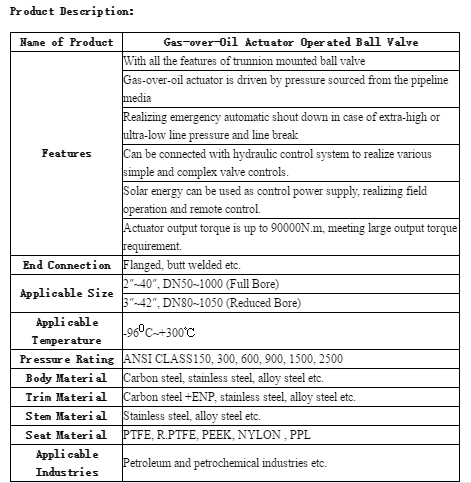 Product Description:
Name of Product Gas-over-Oil Actuator Operated Ball Valve
Features
With all the features of trunnion mounted ball valve
Gas-over-oil actuator is driven by pressure sourced from the pipeline
media
Realizing emergency automatic shout down in case of extra-high or
ultra-low line pressure and line break
Can be connected with hydraulic control system to realize various
simple and complex valve controls.
Solar energy can be used as control power supply, realizing field
operation and remote control.
Actuator output torque is up to 90000N.m, meeting large output torque
requirement.
End Connection Flanged, butt welded etc.
Applicable Size
2"~40", DN50~1000 (Full Bore)
3"~42", DN80~1050 (Reduced Bore)
Applicable
Temperature
-96⁰C~+300℃
Pressure Rating ANSI CLASS150, 300, 600, 900, 1500, 2500
Body Material Carbon steel, stainless steel, alloy steel etc.
Trim Material Carbon steel +ENP, stainless steel, alloy steel etc.
Stem Material Stainless steel, alloy steel etc.
Seat Material PTFE, R.PTFE, PEEK, NYLON , PPL
Applicable
Industries
Petroleum and petrochemical industries etc.